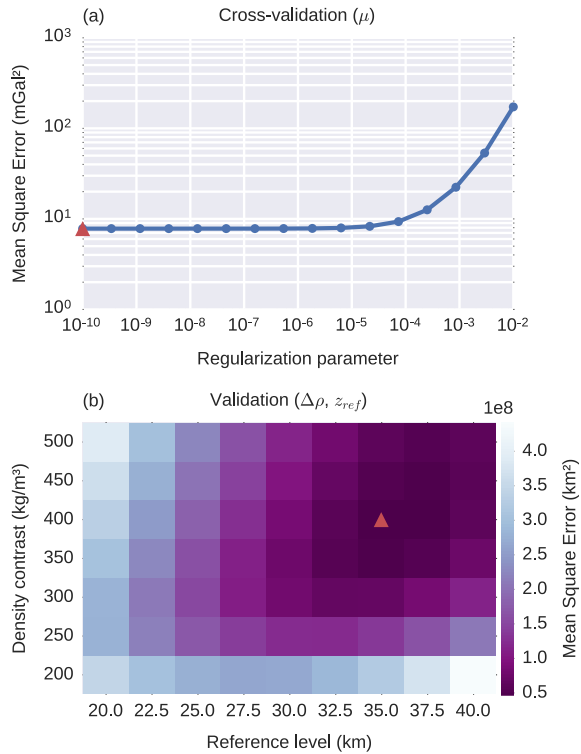 (a) Cross-validation (μ)
10³
10²
10¹
10⁰
Mean Square Error (mGal²)
10⁻¹⁰ 10⁻⁹ 10⁻⁸ 10⁻⁷ 10⁻⁶ 10⁻⁵ 10⁻⁴ 10⁻³ 10⁻²
Regularization parameter
(b) Validation (Δρ, z_ref)
1e8
500
450
400
350
300
250
200
Density contrast (kg/m³)
20.0 22.5 25.0 27.5 30.0 32.5 35.0 37.5 40.0
Reference level (km)
4.0
3.5
3.0
2.5
2.0
1.5
1.0
0.5
Mean Square Error (km²)